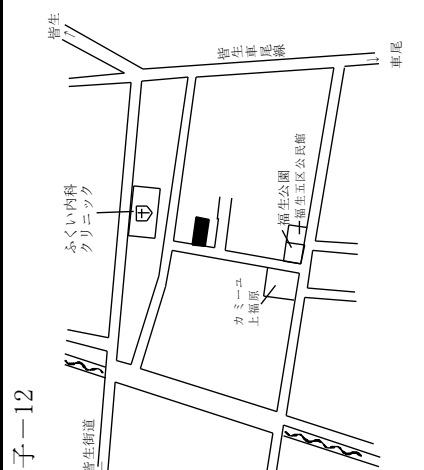 子－12
皆生
皆生車尾線
車尾
ふくい内科
クリニック
福生公園
福生五区公民館
カミーユ
上福原
皆生街道